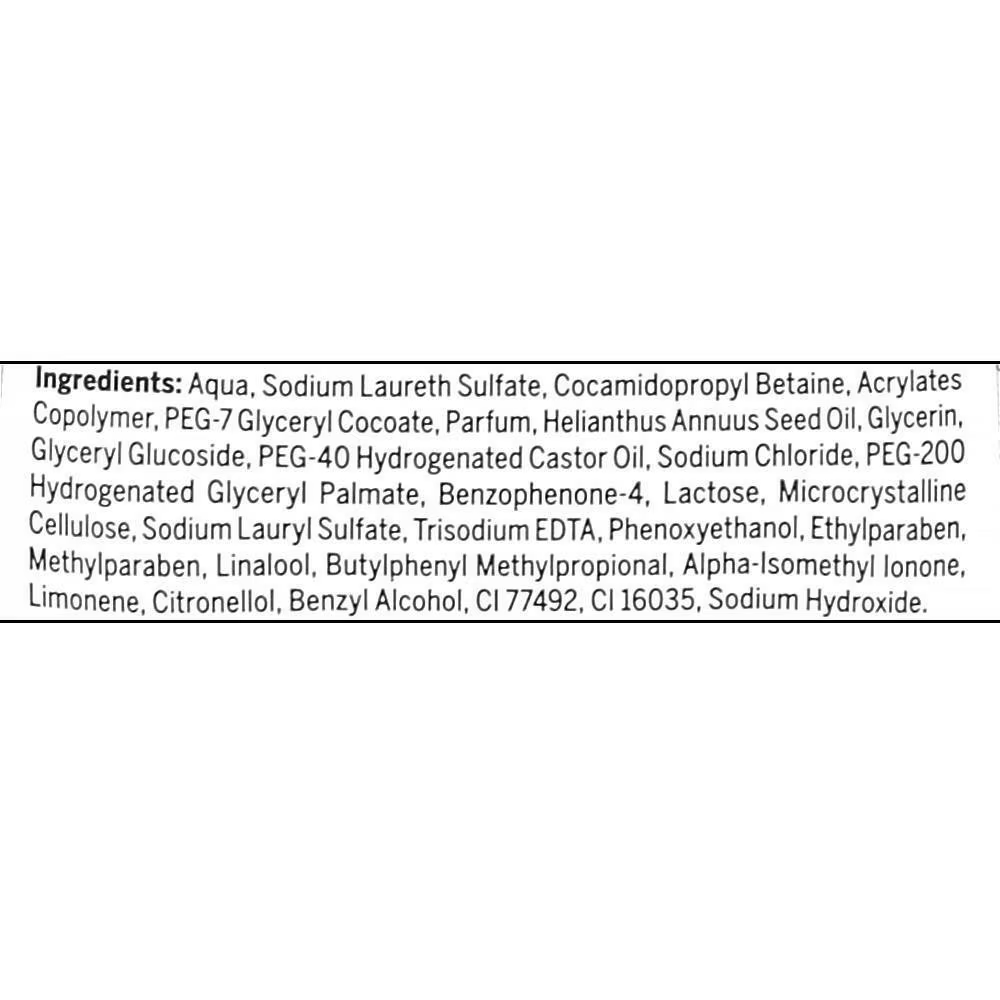 Ingredients: Aqua, Sodium Laureth Sulfate, Cocamidopropyl Betaine, Acrylates
Copolymer, PEG-7 Glyceryl Cocoate, Parfum, Helianthus Annuus Seed Oil, Glycerin,
Glyceryl Glucoside, PEG-40 Hydrogenated Castor Oil, Sodium Chloride, PEG-200
Hydrogenated Glyceryl Palmate, Benzophenone-4, Lactose, Microcrystalline
Cellulose, Sodium Lauryl Sulfate, Trisodium EDTA, Phenoxyethanol, Ethylparaben,
Methylparaben, Linalool, Butylphenyl Methylpropional, Alpha-Isomethyl Ionone,
Limonene, Citronellol, Benzyl Alcohol, CI 77492, CI 16035, Sodium Hydroxide.